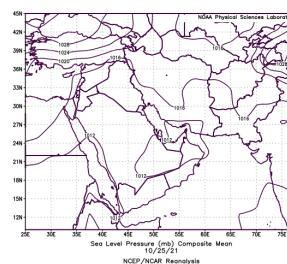 NOAA Physical Sciences Laborat
45N
42N
39N
36N
33N
30N
27N
24N
21N
18N
15N
12N
1028
1024
1020
1016
1016
1016
1016
1028
1012
1012
1012
1012
25E 30E 35E 40E 45E 50E 55E 60E 65E 70E 75E
Sea Level Pressure (mb) Composite Mean
10/25/21
NCEP/NCAR Reanalysis